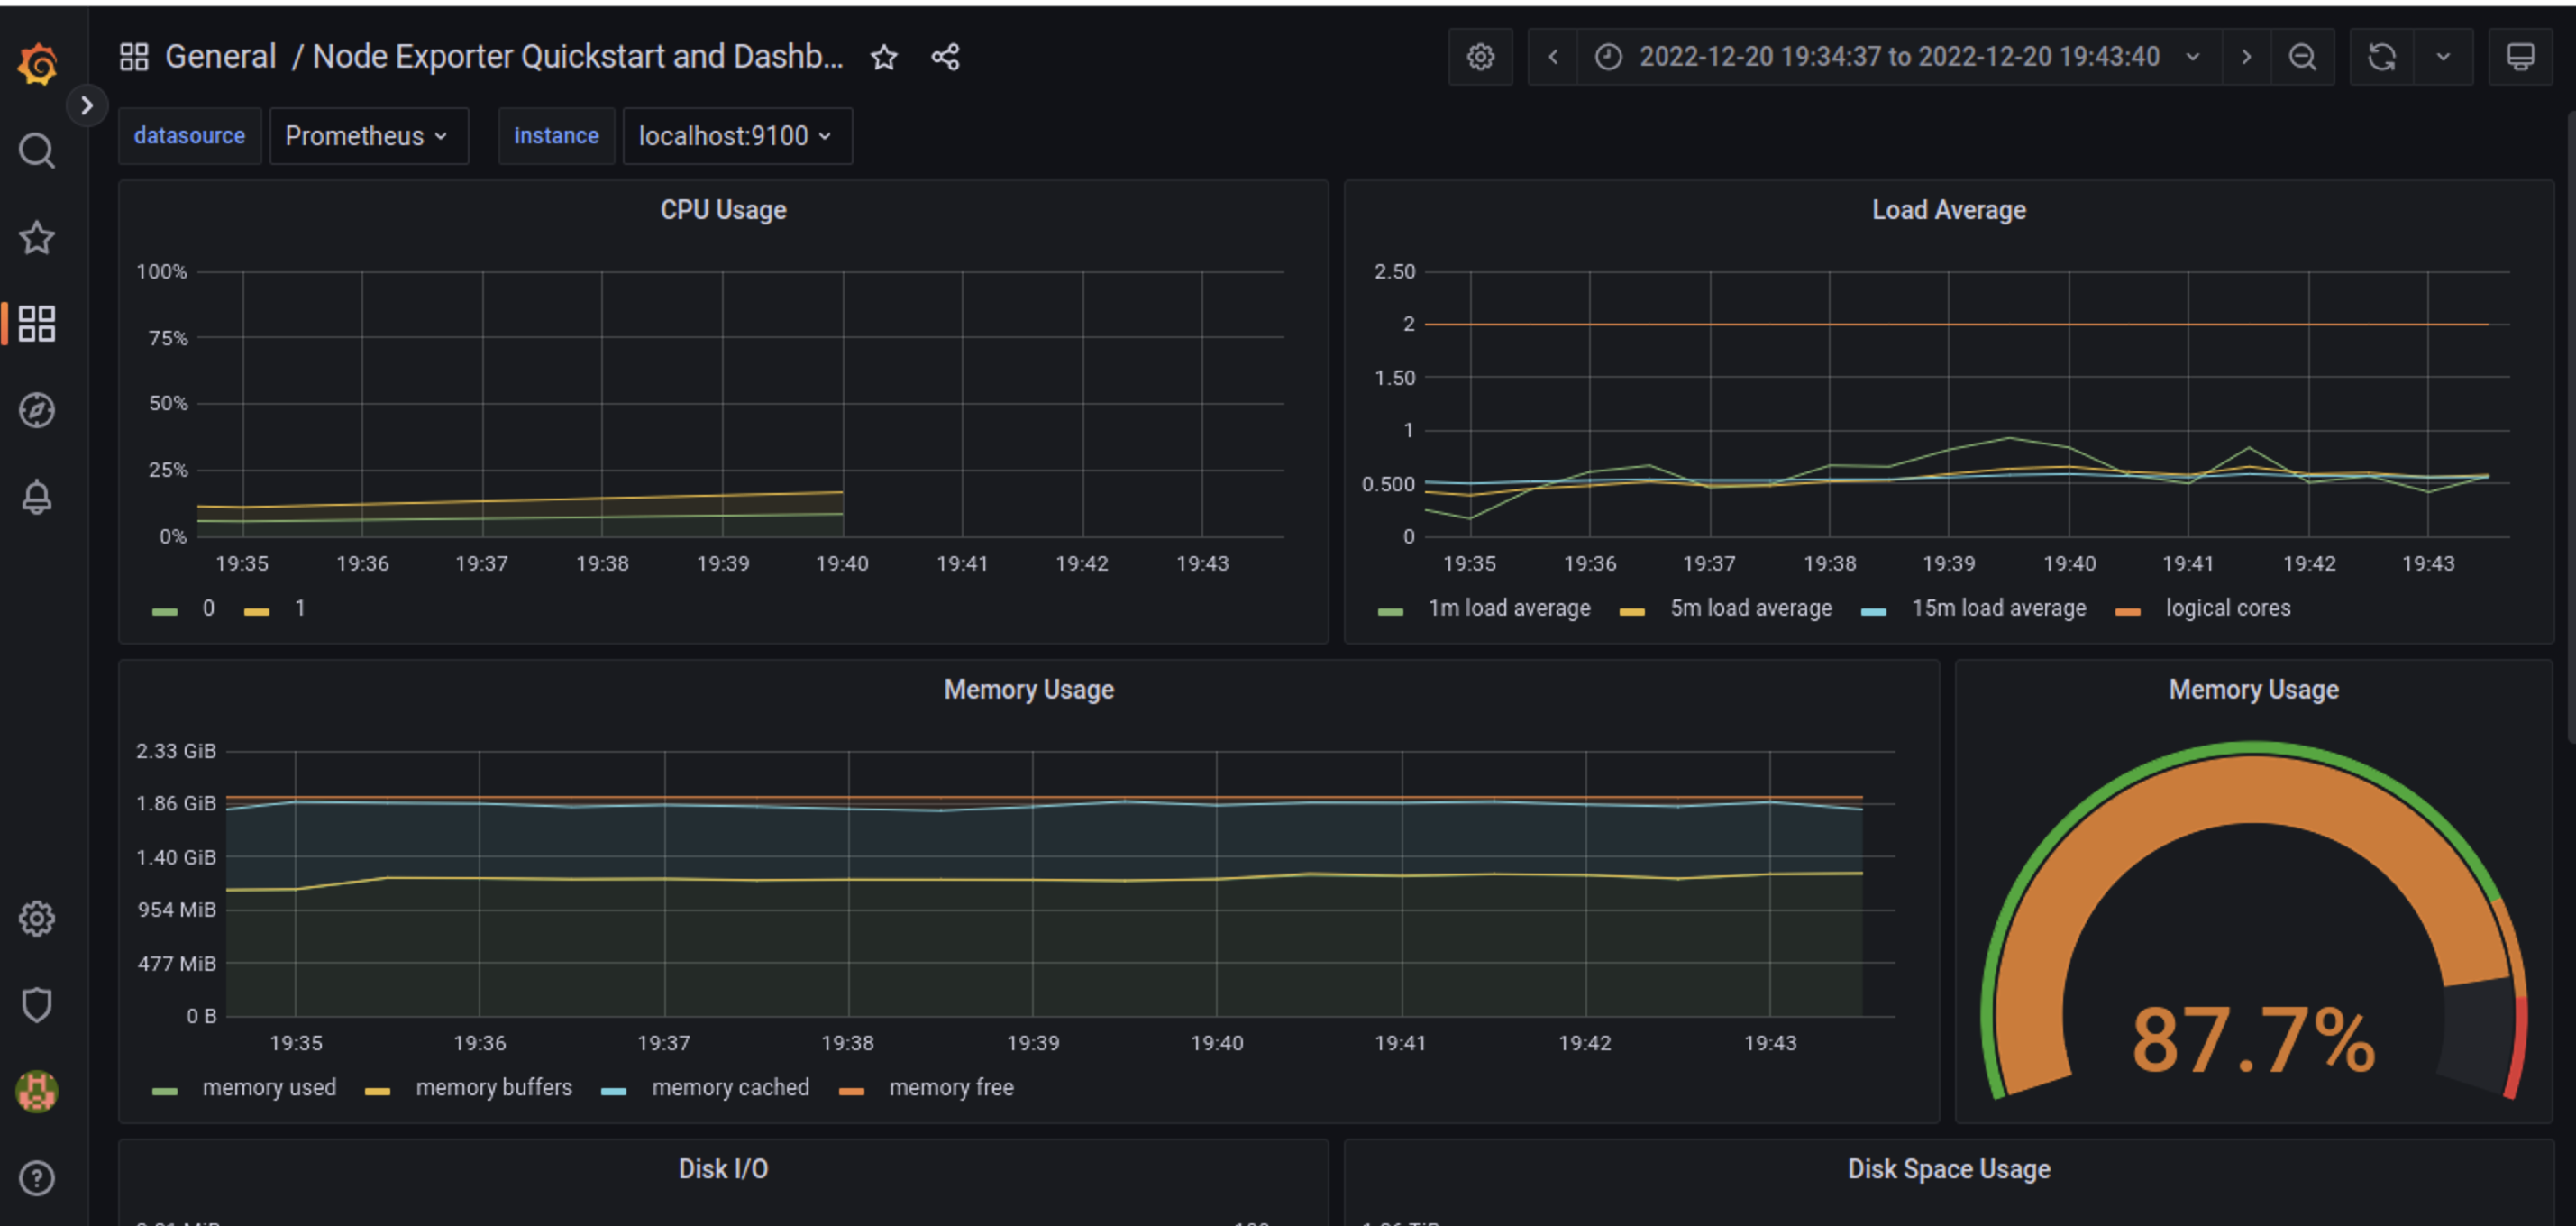 General / Node Exporter Quickstart and Dashb...
2022-12-20 19:34:37 to 2022-12-20 19:43:40
datasource Prometheus instance localhost:9100
CPU Usage
100%
75%
50%
25%
0%
19:35 19:36 19:37 19:38 19:39 19:40 19:41 19:42 19:43
0 1
Load Average
2.50
2
1.50
1
0.500
0
19:35 19:36 19:37 19:38 19:39 19:40 19:41 19:42 19:43
1m load average 5m load average 15m load average logical cores
Memory Usage
2.33 GiB
1.86 GiB
1.40 GiB
954 MiB
477 MiB
0 B
19:35 19:36 19:37 19:38 19:39 19:40 19:41 19:42 19:43
memory used memory buffers memory cached memory free
Memory Usage
87.7%
Disk I/O
Disk Space Usage